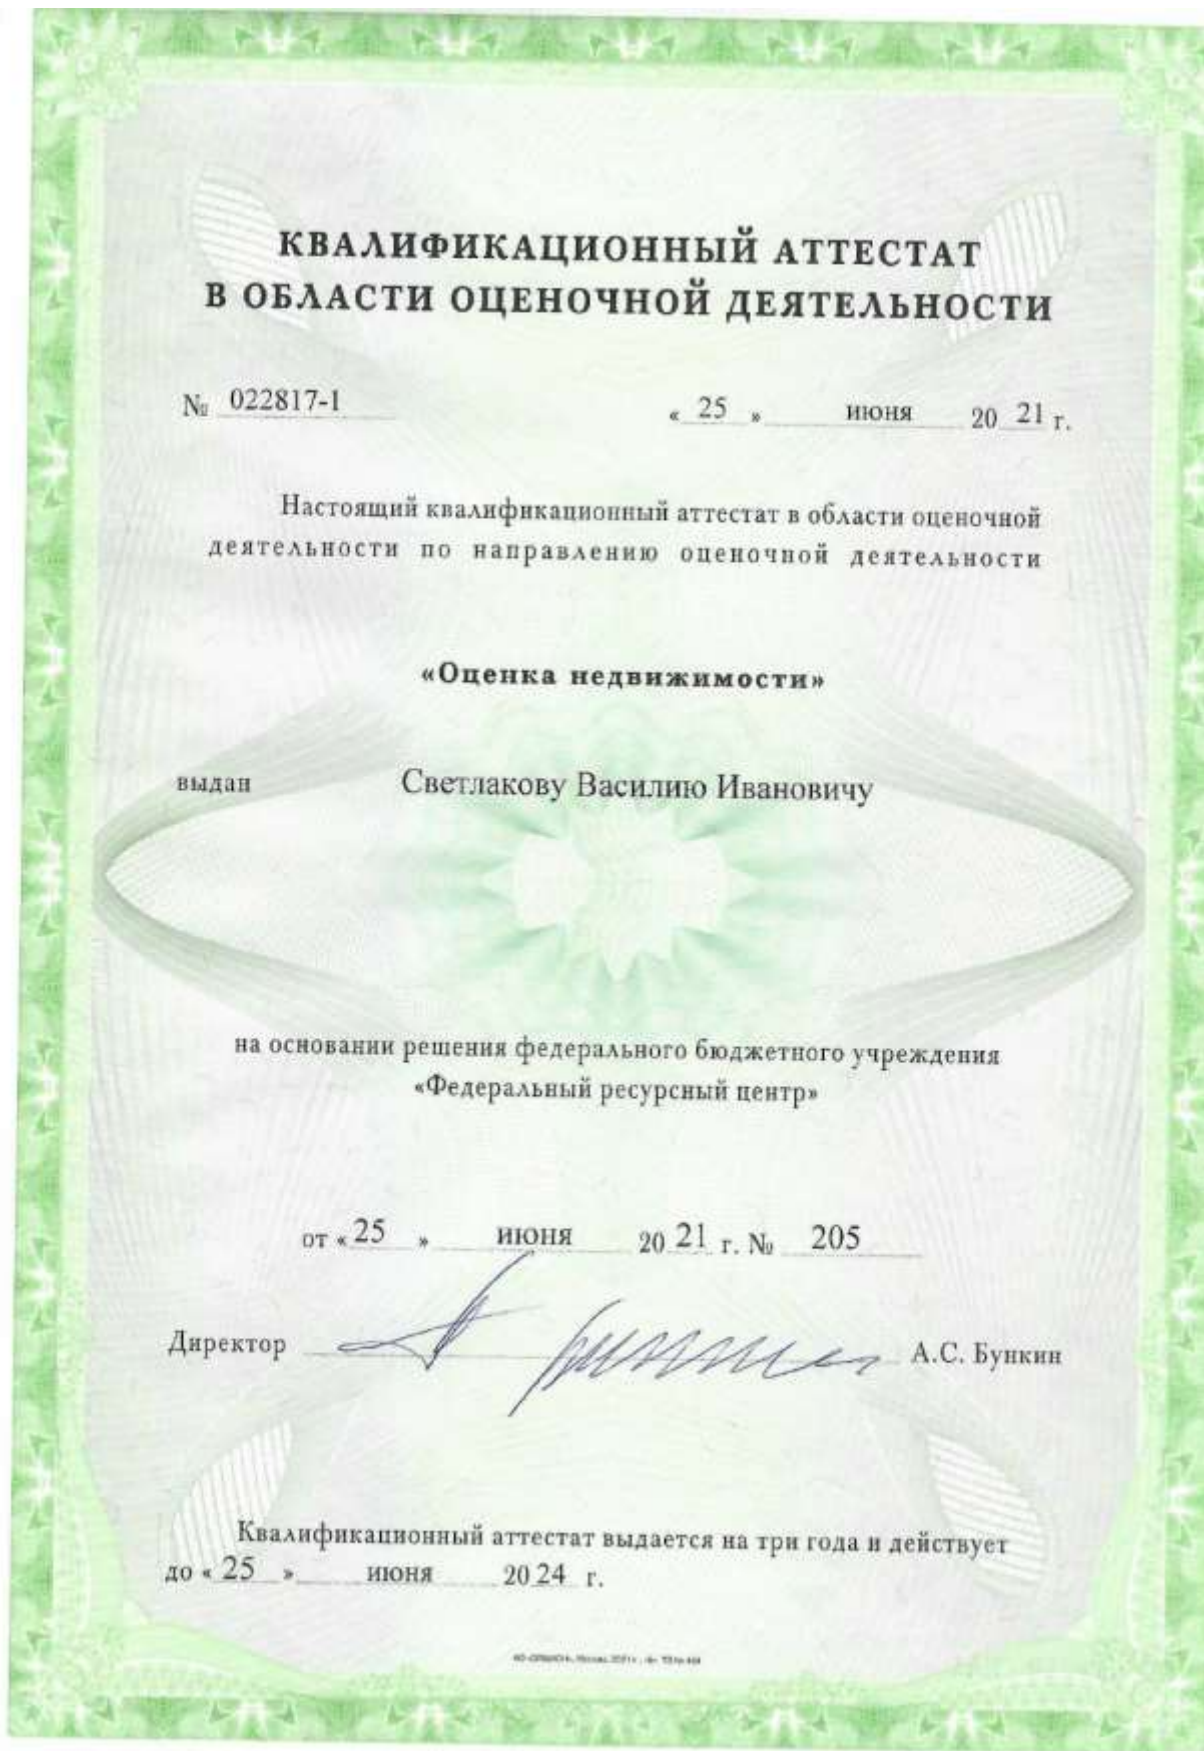 КВАЛИФИКАЦИОННЫЙ АТТЕСТАТ
В ОБЛАСТИ ОЦЕНОЧНОЙ ДЕЯТЕЛЬНОСТИ
№ 022817-1 « 25 » июня 20 21 г.
Настоящий квалификационный аттестат в области оценочной
деятельности по направлению оценочной деятельности
«Оценка недвижимости»
выдан Светлакову Василию Ивановичу
на основании решения федерального бюджетного учреждения
«Федеральный ресурсный центр»
от « 25 » июня 20 21 г. № 205
Директор А.С. Бункин
Квалификационный аттестат выдается на три года и действует
до « 25 » июня 20 24 г.